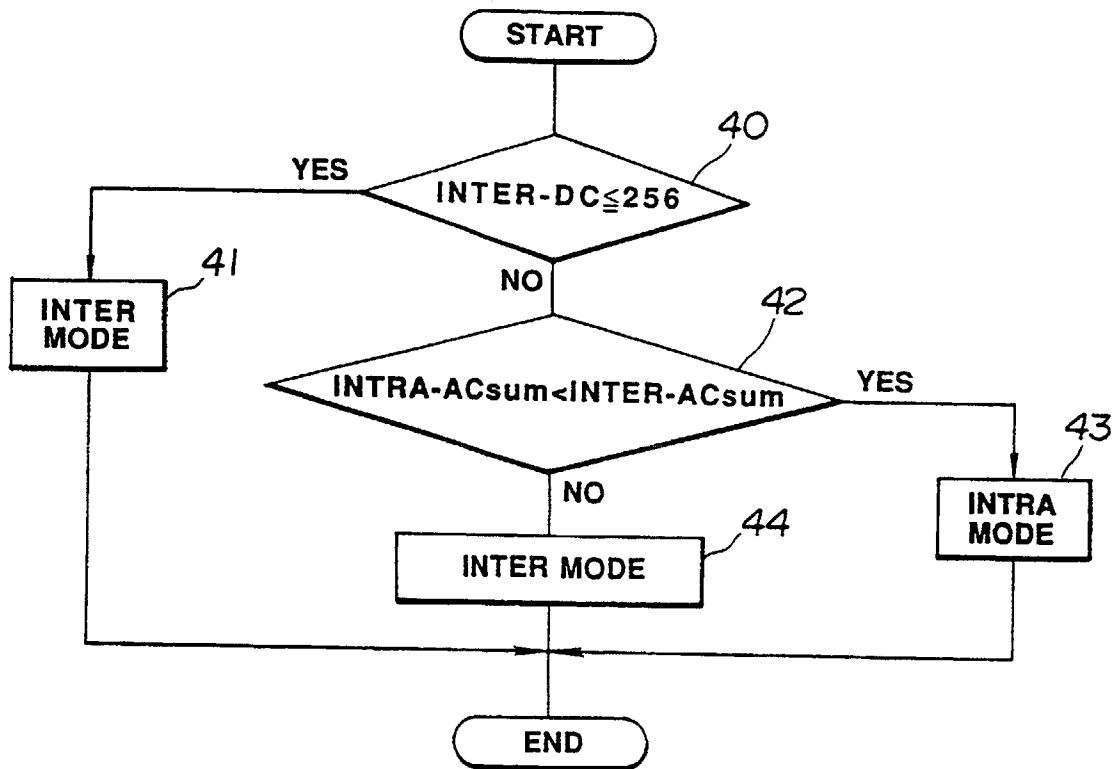 START
40
YES
INTER-DC≦256
41
NO
INTER
MODE
42
INTRA-ACsum<INTER-ACsum
YES
43
NO
INTRA
MODE
44
INTER MODE
END